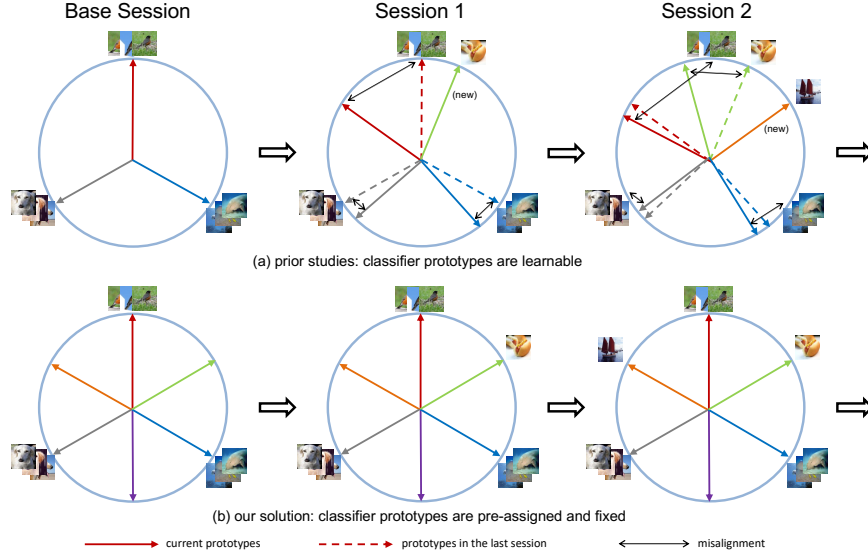 Base Session
Session 1
Session 2
(new)
(new)
(a) prior studies: classifier prototypes are learnable
(b) our solution: classifier prototypes are pre-assigned and fixed
current prototypes
prototypes in the last session
misalignment